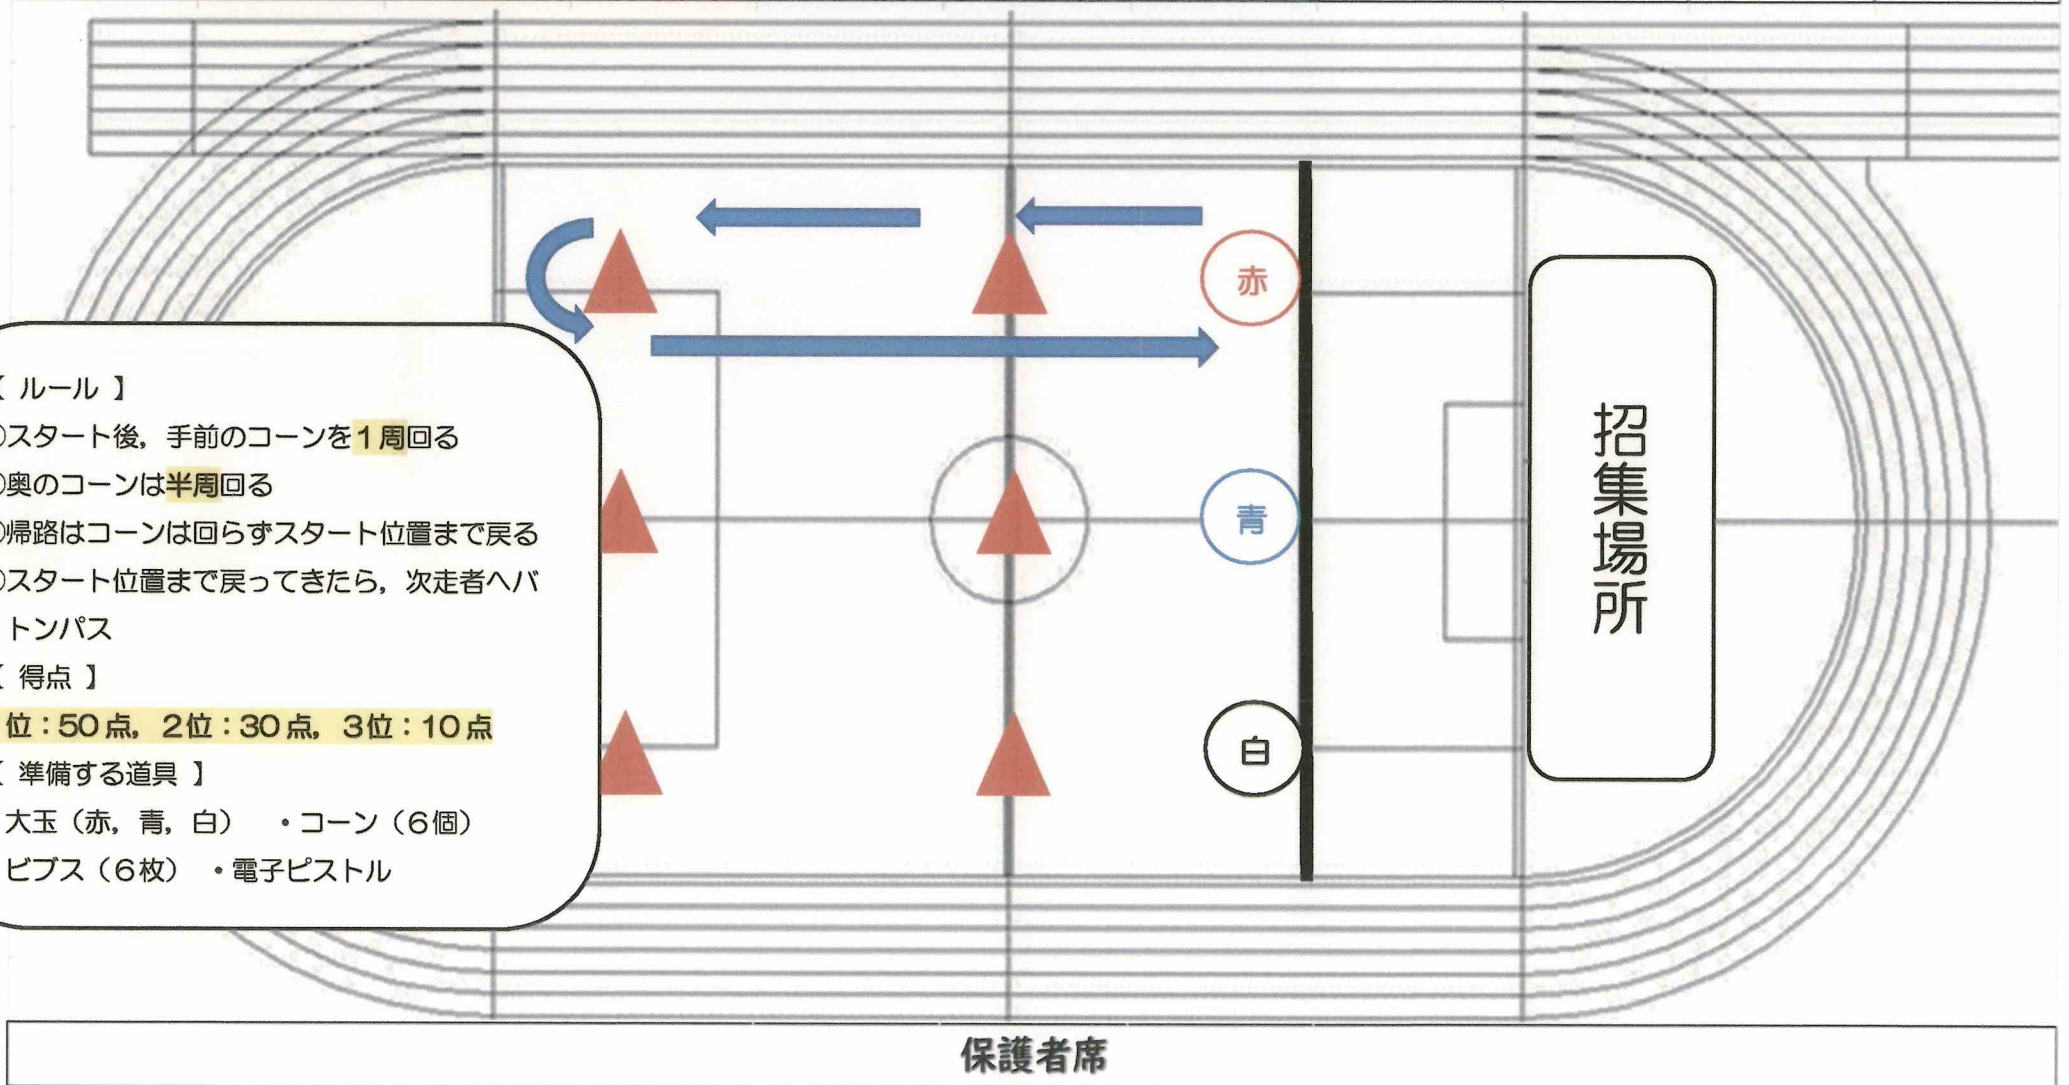 赤
青
白
招集場所
ルール 】
スタート後，手前のコーンを1周回る
奥のコーンは半周回る
帰路はコーンは回らずスタート位置まで戻る
スタート位置まで戻ってきたら，次走者へバ
トンパス
得点 】
位：50点，2位：30点，3位：10点
準備する道具 】
大玉（赤，青，白）　・コーン（6個）
ビブス（6枚）　・電子ピストル
保護者席